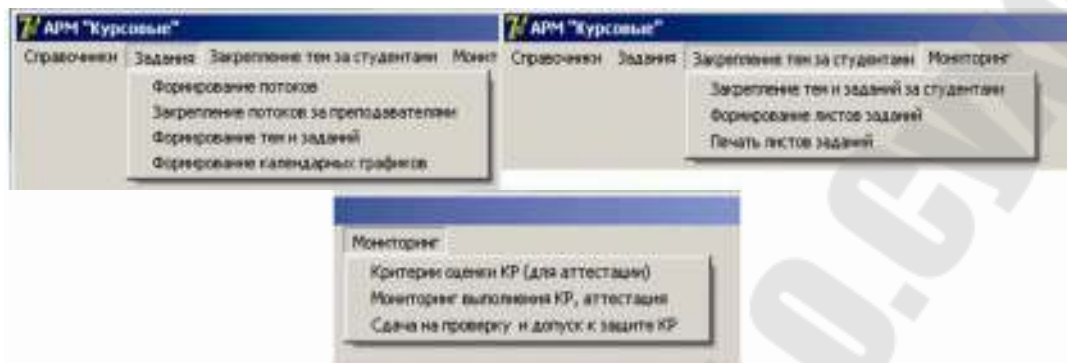 АРМ "Курсовые"
Справочники Задания Закрепление тем за студентами Монит
Формирование потоков
Закрепление потоков за преподавателями
Формирование тем и заданий
Формирование календарных графиков
АРМ "Курсовые"
Справочники Задания Закрепление тем за студентами Мониторинг
Закрепление тем и заданий за студентами
Формирование листов заданий
Печать листов заданий
Мониторинг
Критерии оценки КР (для аттестации)
Мониторинг выполнения КР, аттестация
Сдача на проверку и допуск к защите КР